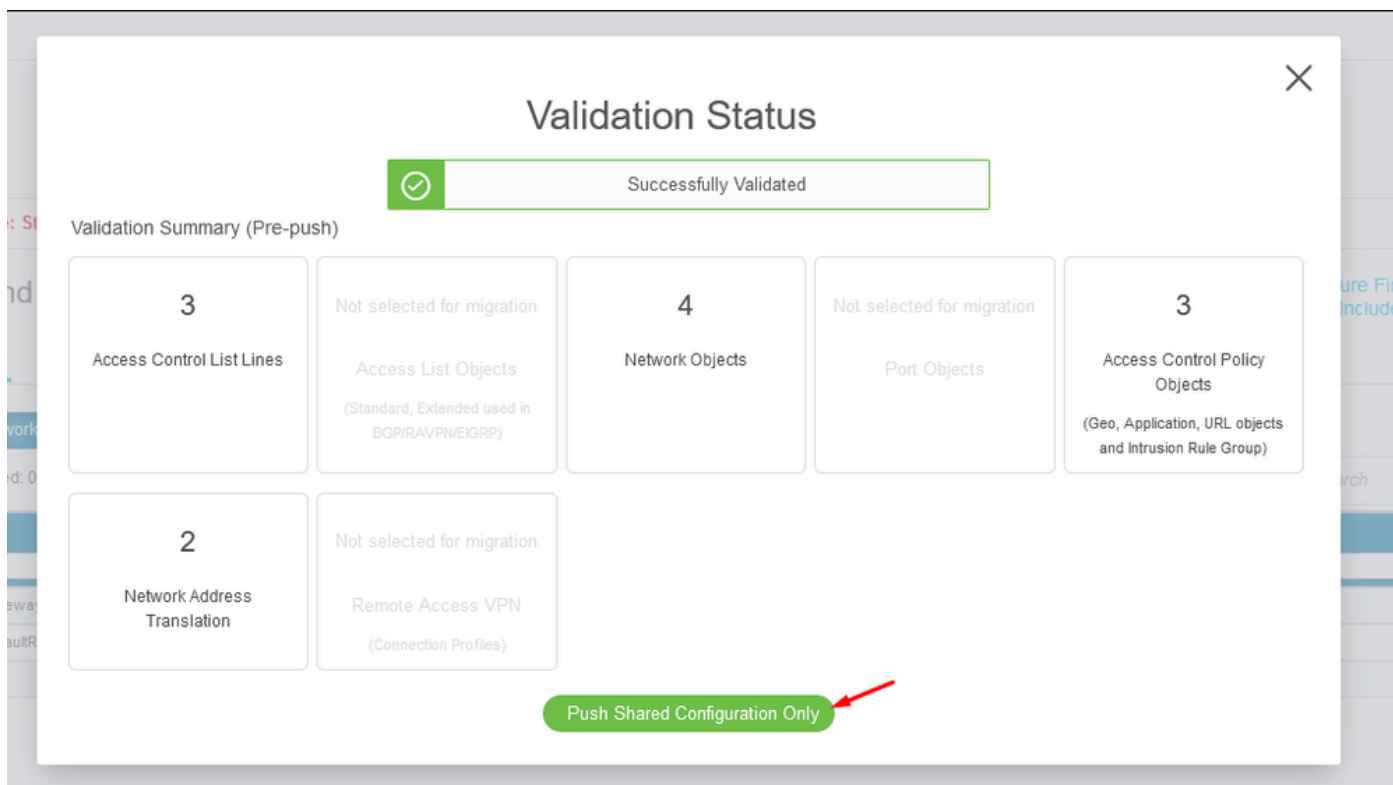 Validation Status
Successfully Validated
Validation Summary (Pre-push)
3
Access Control List Lines
Not selected for migration
Access List Objects
(Standard, Extended used in
BGP/RAVPN/EIGRP)
4
Network Objects
Not selected for migration
Port Objects
3
Access Control Policy
Objects
(Geo, Application, URL objects
and Intrusion Rule Group)
2
Network Address
Translation
Not selected for migration
Remote Access VPN
(Connection Profiles)
Push Shared Configuration Only